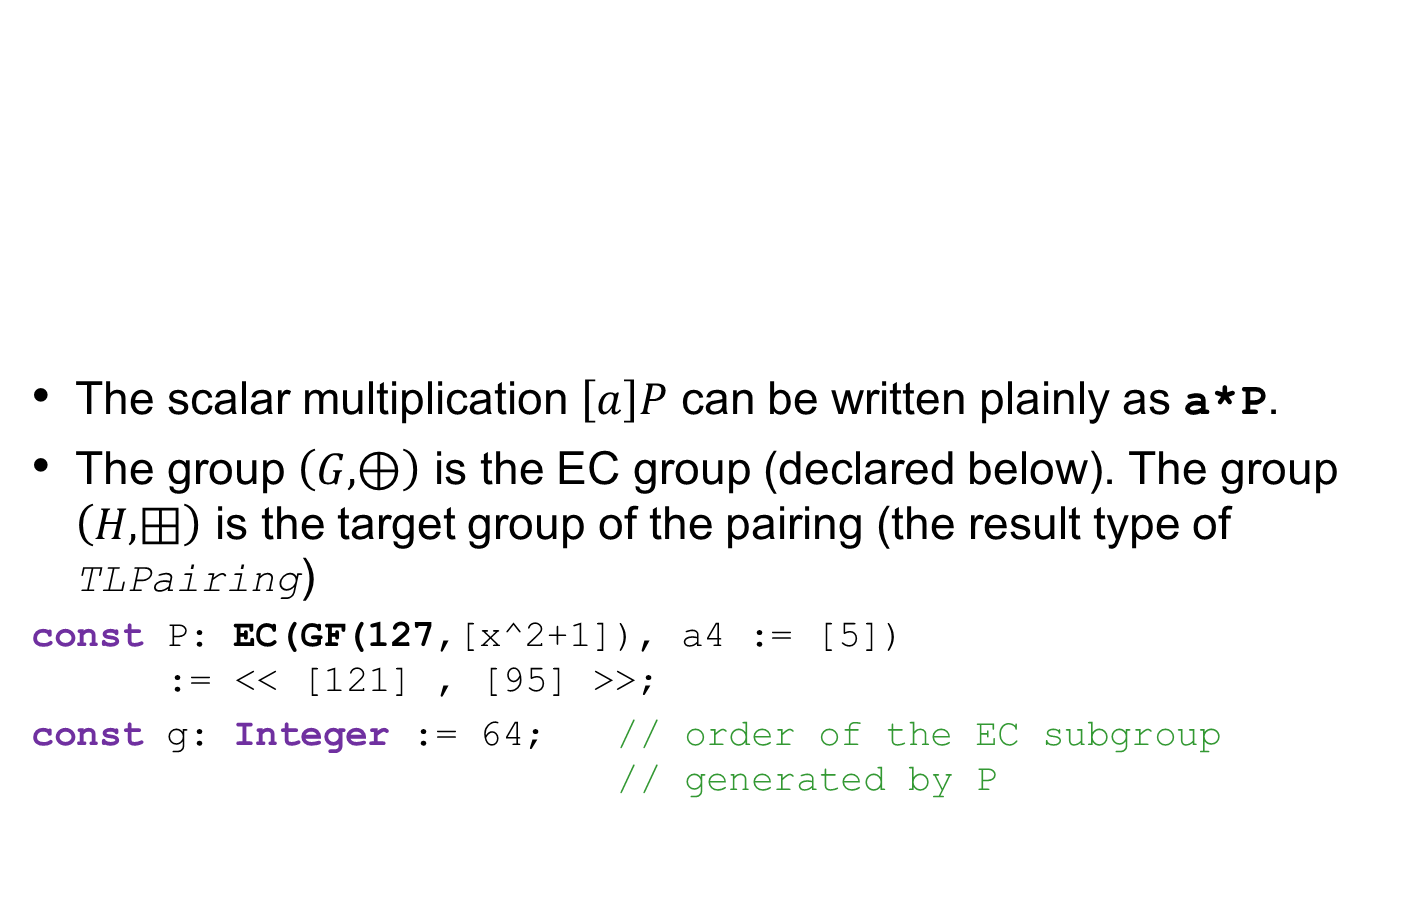 • The scalar multiplication [𝑎]𝑃 can be written plainly as a*P.
• The group (𝐺,⊕) is the EC group (declared below). The group
(𝐻,⊞) is the target group of the pairing (the result type of
TLPairing)
const P: EC(GF(127,[x^2+1]), a4 := [5])
:= << [121] , [95] >>;
const g: Integer := 64; // order of the EC subgroup
// generated by P